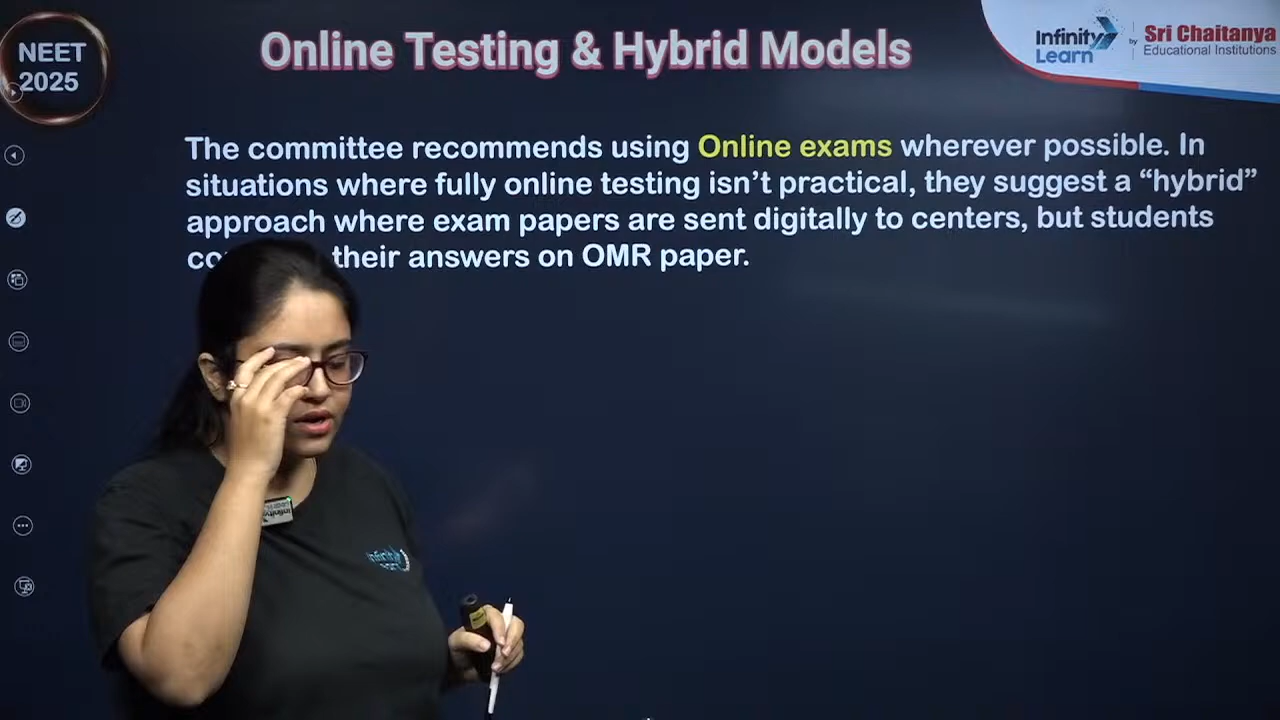 NEET
2025
Online Testing & Hybrid Models
Infinity
Learn
by
Sri Chaitanya
Educational Institutions
The committee recommends using Online exams wherever possible. In
situations where fully online testing isn't practical, they suggest a “hybrid”
approach where exam papers are sent digitally to centers, but students
their answers on OMR paper.